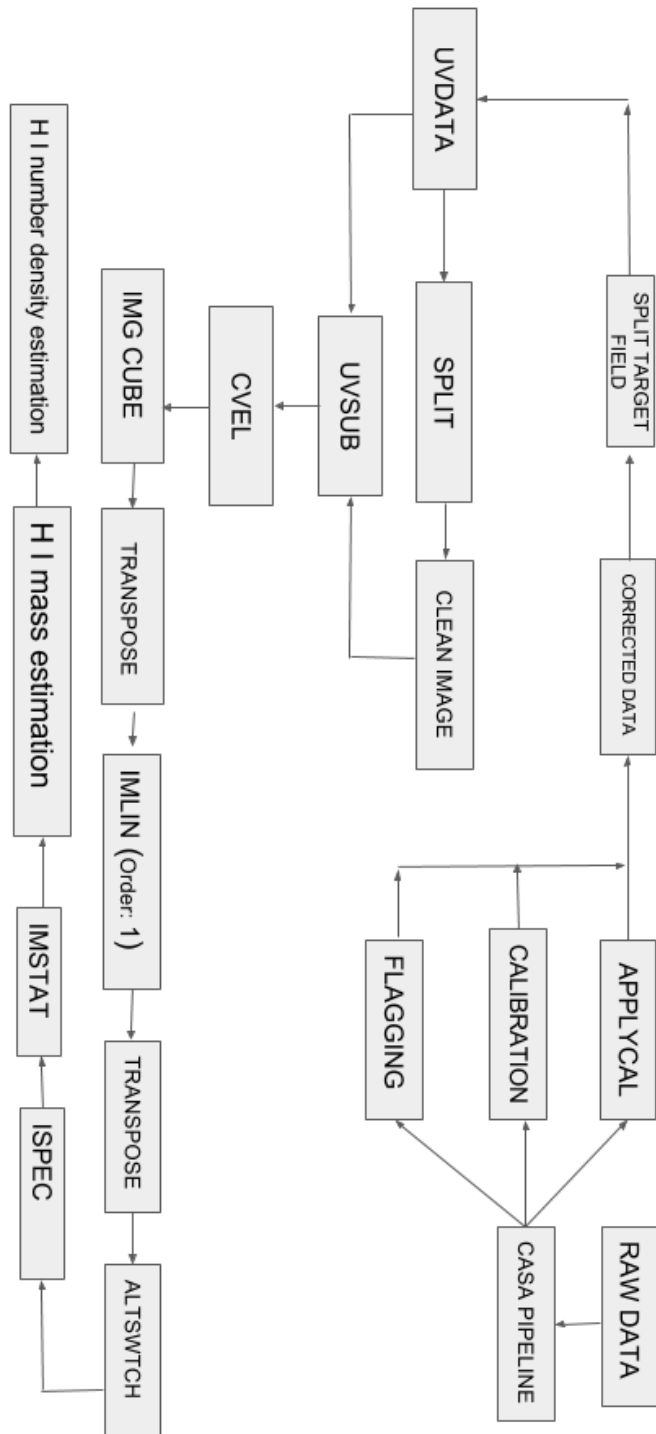 RAW DATA
CASA PIPELINE
APPLYCAL
CALIBRATION
FLAGGING
CORRECTED DATA
SPLIT TARGET
FIELD
UVDATA
SPLIT
CLEAN IMAGE
UVSUB
CVEL
IMG CUBE
TRANSPOSE
IMLIN (Order: 1)
TRANSPOSE
ALTSWTCH
ISPEC
IMSTAT
H I mass estimation
H I number density estimation